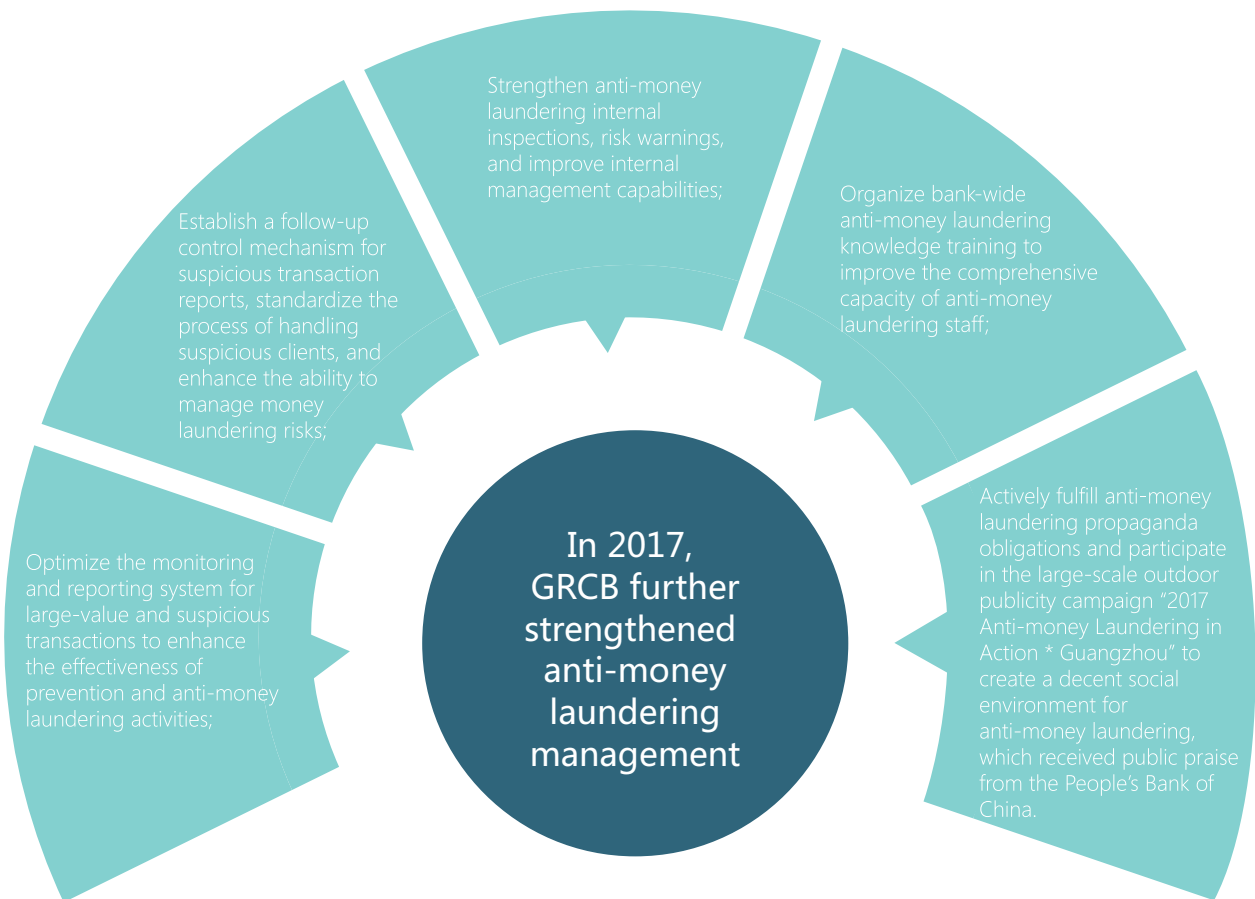 Strengthen anti-money
laundering internal
inspections, risk warnings,
and improve internal
management capabilities;
Establish a follow-up
control mechanism for
suspicious transaction
reports, standardize the
process of handling
suspicious clients, and
enhance the ability to
manage money
laundering risks;
Organize bank-wide
anti-money laundering
knowledge training to
improve the comprehensive
capacity of anti-money
laundering staff;
Optimize the monitoring
and reporting system for
large-value and suspicious
transactions to enhance
the effectiveness of
prevention and anti-money
laundering activities;
In 2017,
GRCB further
strengthened
anti-money
laundering
management
Actively fulfill anti-money
laundering propaganda
obligations and participate
in the large-scale outdoor
publicity campaign “2017
Anti-money Laundering in
Action * Guangzhou” to
create a decent social
environment for
anti-money laundering,
which received public praise
from the People’s Bank of
China.